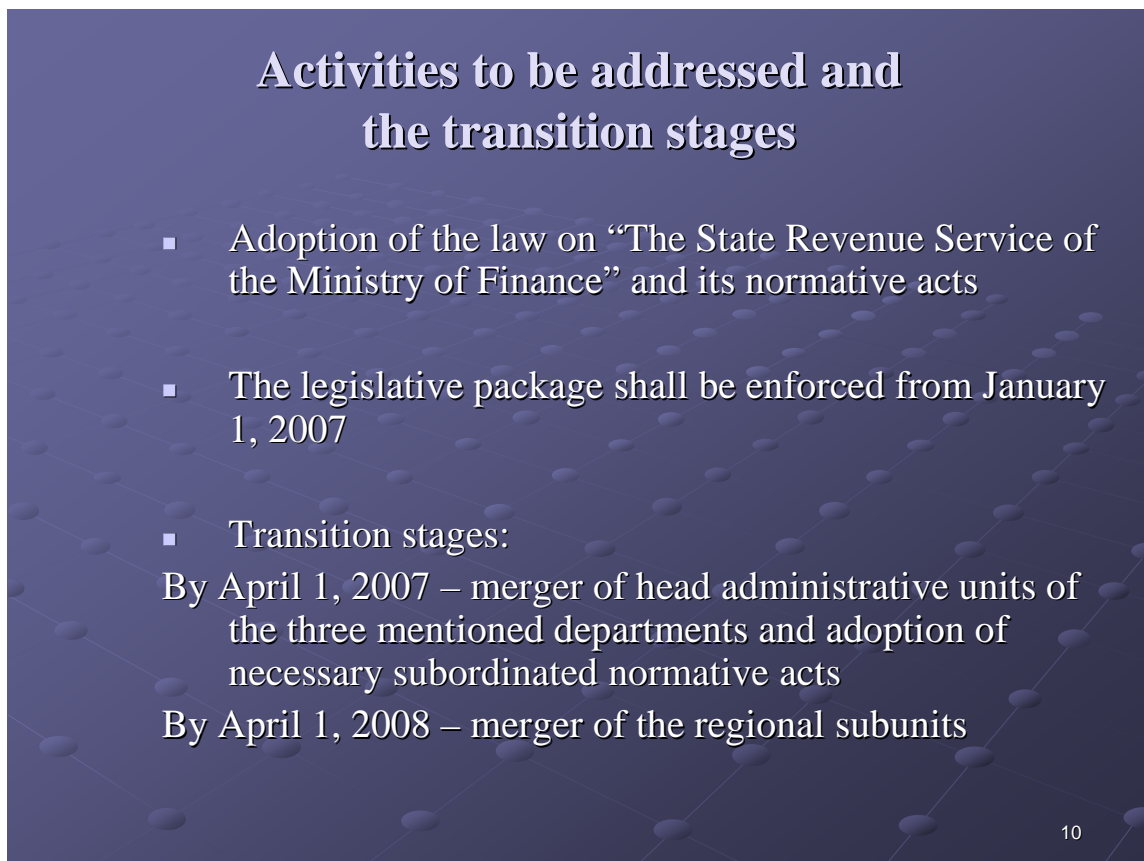 Activities to be addressed and
the transition stages
▪ Adoption of the law on “The State Revenue Service of
the Ministry of Finance” and its normative acts
▪ The legislative package shall be enforced from January
1, 2007
▪ Transition stages:
By April 1, 2007 – merger of head administrative units of
the three mentioned departments and adoption of
necessary subordinated normative acts
By April 1, 2008 – merger of the regional subunits
10